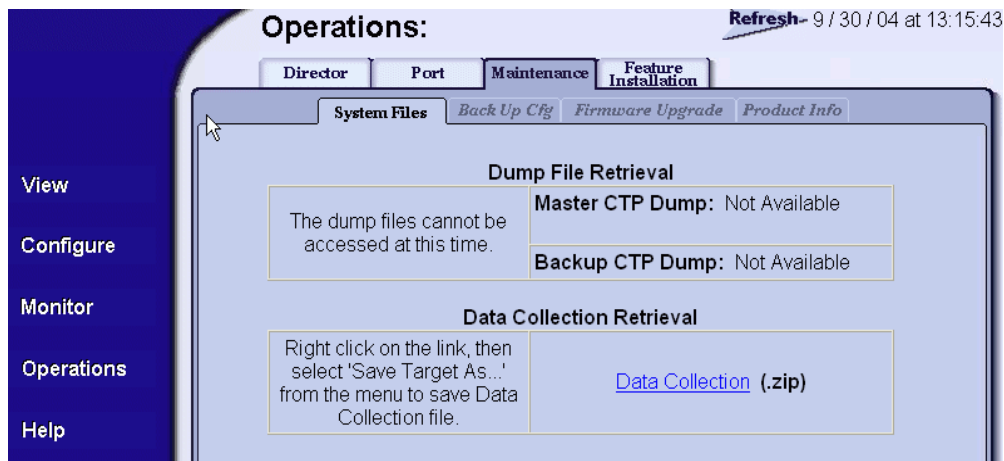 Operations:
Refresh - 9 / 30 / 04 at 13:15:43
Director Port Maintenance Feature Installation
System Files Back Up Cfg Firmware Upgrade Product Info
View
Configure
Monitor
Operations
Help
Dump File Retrieval
The dump files cannot be
accessed at this time.
Master CTP Dump: Not Available
Backup CTP Dump: Not Available
Data Collection Retrieval
Right click on the link, then
select 'Save Target As...'
from the menu to save Data
Collection file.
Data Collection (.zip)